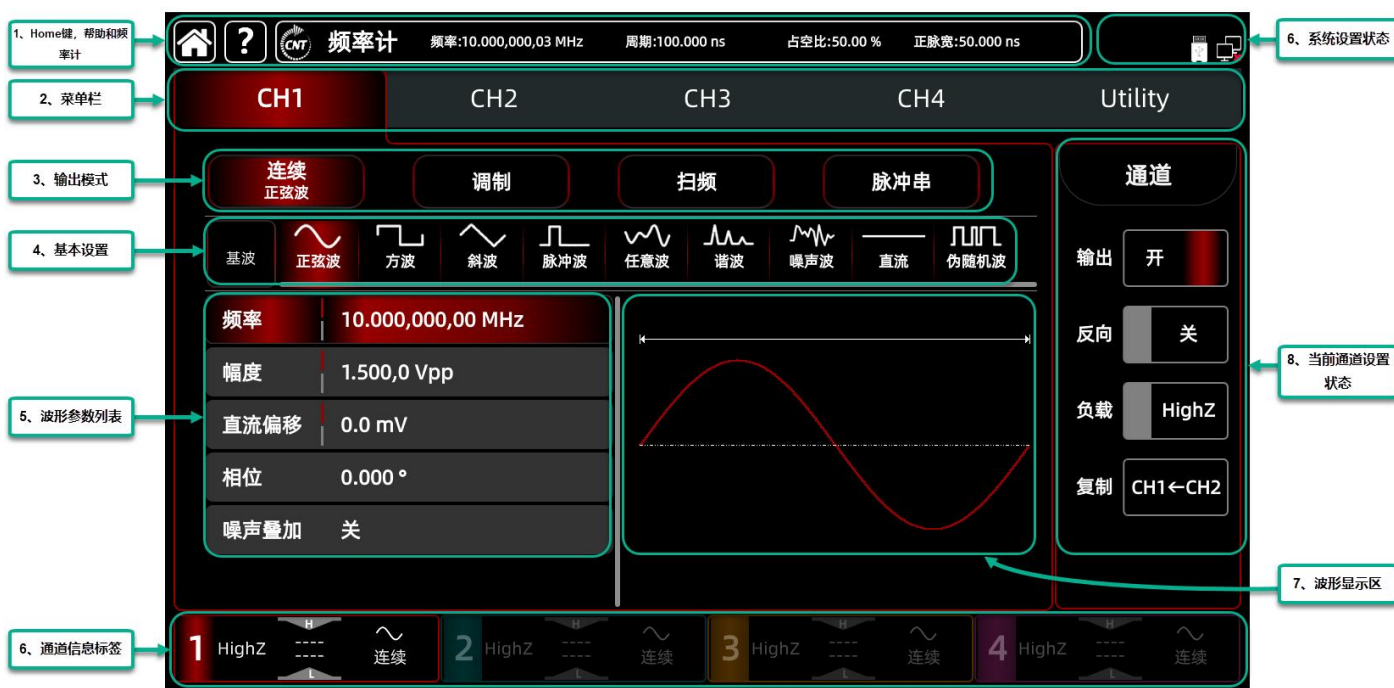 1、Home键，帮助和频
率计
? CNT 频率计 频率:10.000,000,03 MHz 周期:100.000 ns 占空比:50.00 % 正脉宽:50.000 ns
6、系统设置状态
2、菜单栏
CH1 CH2 CH3 CH4 Utility
3、输出模式
连续 调制 扫频 脉冲串
正弦波
通道
4、基本设置
基波 正弦波 方波 斜波 脉冲波 任意波 谐波 噪声波 直流 伪随机波
输出 开
频率 10.000,000,00 MHz
反向 关
幅度 1.500,0 Vpp
8、当前通道设置
状态
5、波形参数列表
直流偏移 0.0 mV
负载 HighZ
相位 0.000 °
复制 CH1←CH2
噪声叠加 关
7、波形显示区
6、通道信息标签
1 HighZ H ---- L 连续
2 HighZ H ---- L 连续
3 HighZ H ---- L 连续
4 HighZ H ---- L 连续